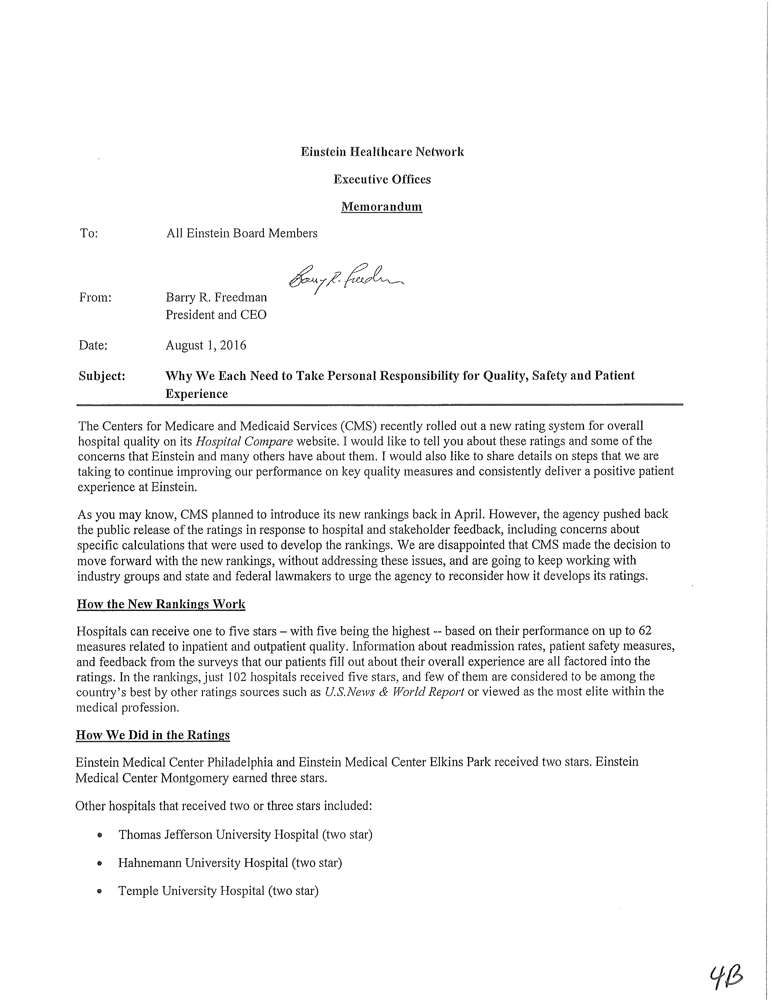 Einstein Healthcare Network
Executive Offices
Memorandum
To: All Einstein Board Members
Barry R. Freedman
From: Barry R. Freedman
President and CEO
Date: August 1, 2016
Subject: Why We Each Need to Take Personal Responsibility for Quality, Safety and Patient
Experience
The Centers for Medicare and Medicaid Services (CMS) recently rolled out a new rating system for overall
hospital quality on its Hospital Compare website. I would like to tell you about these ratings and some of the
concerns that Einstein and many others have about them. I would also like to share details on steps that we are
taking to continue improving our performance on key quality measures and consistently deliver a positive patient
experience at Einstein.
As you may know, CMS planned to introduce its new rankings back in April. However, the agency pushed back
the public release of the ratings in response to hospital and stakeholder feedback, including concerns about
specific calculations that were used to develop the rankings. We are disappointed that CMS made the decision to
move forward with the new rankings, without addressing these issues, and are going to keep working with
industry groups and state and federal lawmakers to urge the agency to reconsider how it develops its ratings.
How the New Rankings Work
Hospitals can receive one to five stars – with five being the highest -- based on their performance on up to 62
measures related to inpatient and outpatient quality. Information about readmission rates, patient safety measures,
and feedback from the surveys that our patients fill out about their overall experience are all factored into the
ratings. In the rankings, just 102 hospitals received five stars, and few of them are considered to be among the
country's best by other ratings sources such as U.S.News & World Report or viewed as the most elite within the
medical profession.
How We Did in the Ratings
Einstein Medical Center Philadelphia and Einstein Medical Center Elkins Park received two stars. Einstein
Medical Center Montgomery earned three stars.
Other hospitals that received two or three stars included:
• Thomas Jefferson University Hospital (two star)
• Hahnemann University Hospital (two star)
• Temple University Hospital (two star)
4B